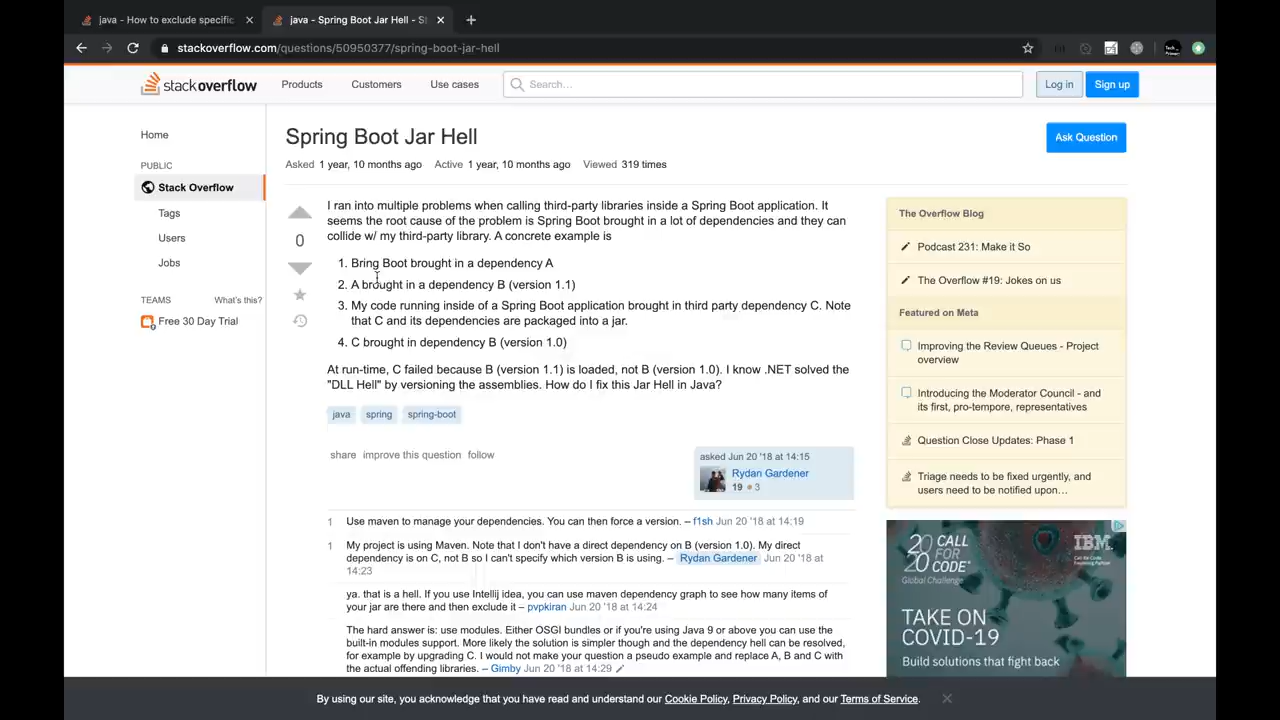 java - How to exclude specific
java - Spring Boot Jar Hell - St
stackoverflow.com/questions/50950377/spring-boot-jar-hell
stackoverflow
Products
Customers
Use cases
Search...
Log in
Sign up
Home
PUBLIC
Stack Overflow
Tags
Users
Jobs
TEAMS
What's this?
Free 30 Day Trial
Spring Boot Jar Hell
Ask Question
Asked 1 year, 10 months ago Active 1 year, 10 months ago Viewed 319 times
0
I ran into multiple problems when calling third-party libraries inside a Spring Boot application. It
seems the root cause of the problem is Spring Boot brought in a lot of dependencies and they can
collide w/ my third-party library. A concrete example is
1. Bring Boot brought in a dependency A
2. A brought in a dependency B (version 1.1)
3. My code running inside of a Spring Boot application brought in third party dependency C. Note
that C and its dependencies are packaged into a jar.
4. C brought in dependency B (version 1.0)
At run-time, C failed because B (version 1.1) is loaded, not B (version 1.0). I know .NET solved the
"DLL Hell" by versioning the assemblies. How do I fix this Jar Hell in Java?
java spring spring-boot
share improve this question follow
asked Jun 20 '18 at 14:15
Rydan Gardener
19 3
1 Use maven to manage your dependencies. You can then force a version. – f1sh Jun 20 '18 at 14:19
1 My project is using Maven. Note that I don't have a direct dependency on B (version 1.0). My direct
dependency is on C, not B so I can't specify which version B is using. – Rydan Gardener Jun 20 '18 at
14:23
ya. that is a hell. If you use Intellij idea, you can use maven dependency graph to see how many items of
your jar are there and then exclude it – pvpkiran Jun 20 '18 at 14:24
The hard answer is: use modules. Either OSGI bundles or if you're using Java 9 or above you can use the
built-in modules support. More likely the solution is simpler though and the dependency hell can be resolved,
for example by upgrading C. I would not make your question a pseudo example and replace A, B and C with
the actual offending libraries. – Gimby Jun 20 '18 at 14:29
The Overflow Blog
Podcast 231: Make it So
The Overflow #19: Jokes on us
Featured on Meta
Improving the Review Queues - Project
overview
Introducing the Moderator Council - and
its first, pro-tempore, representatives
Question Close Updates: Phase 1
Triage needs to be fixed urgently, and
users need to be notified upon…
20 CALL
20 FOR
CODE
Global Challenge
IBM
TAKE ON
COVID-19
Build solutions that fight back
By using our site, you acknowledge that you have read and understand our Cookie Policy, Privacy Policy, and our Terms of Service.